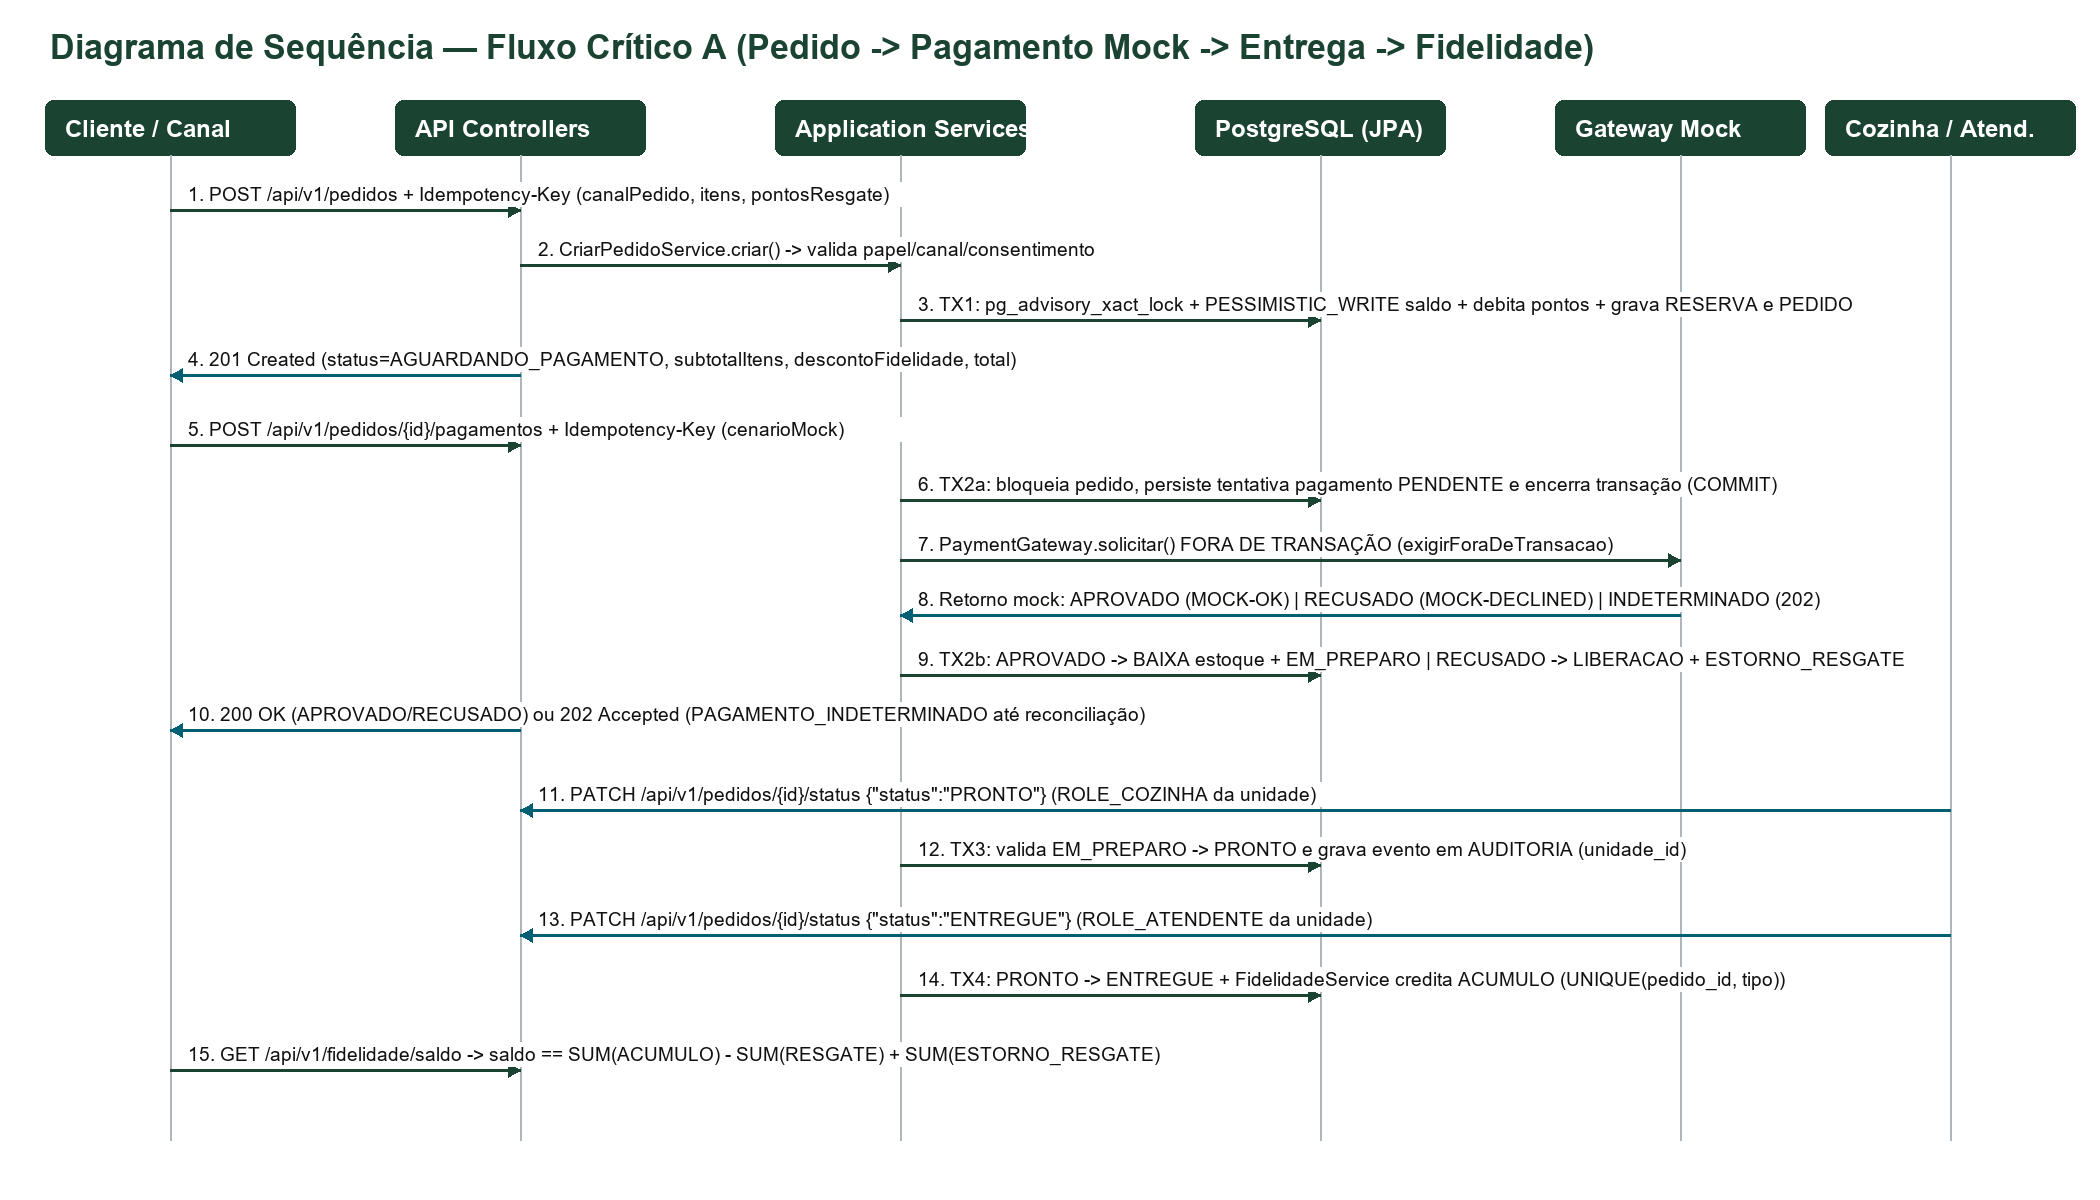 Diagrama de Sequência — Fluxo Crítico A (Pedido -> Pagamento Mock -> Entrega -> Fidelidade)
Cliente / Canal
API Controllers
Application Services
PostgreSQL (JPA)
Gateway Mock
Cozinha / Atend.
1. POST /api/v1/pedidos + Idempotency-Key (canalPedido, itens, pontosResgate)
2. CriarPedidoService.criar() -> valida papel/canal/consentimento
3. TX1: pg_advisory_xact_lock + PESSIMISTIC_WRITE saldo + debita pontos + grava RESERVA e PEDIDO
4. 201 Created (status=AGUARDANDO_PAGAMENTO, subtotalItens, descontoFidelidade, total)
5. POST /api/v1/pedidos/{id}/pagamentos + Idempotency-Key (cenarioMock)
6. TX2a: bloqueia pedido, persiste tentativa pagamento PENDENTE e encerra transação (COMMIT)
7. PaymentGateway.solicitar() FORA DE TRANSAÇÃO (exigirForaDeTransacao)
8. Retorno mock: APROVADO (MOCK-OK) | RECUSADO (MOCK-DECLINED) | INDETERMINADO (202)
9. TX2b: APROVADO -> BAIXA estoque + EM_PREPARO | RECUSADO -> LIBERACAO + ESTORNO_RESGATE
10. 200 OK (APROVADO/RECUSADO) ou 202 Accepted (PAGAMENTO_INDETERMINADO até reconciliação)
11. PATCH /api/v1/pedidos/{id}/status {"status":"PRONTO"} (ROLE_COZINHA da unidade)
12. TX3: valida EM_PREPARO -> PRONTO e grava evento em AUDITORIA (unidade_id)
13. PATCH /api/v1/pedidos/{id}/status {"status":"ENTREGUE"} (ROLE_ATENDENTE da unidade)
14. TX4: PRONTO -> ENTREGUE + FidelidadeService credita ACUMULO (UNIQUE(pedido_id, tipo))
15. GET /api/v1/fidelidade/saldo -> saldo == SUM(ACUMULO) - SUM(RESGATE) + SUM(ESTORNO_RESGATE)